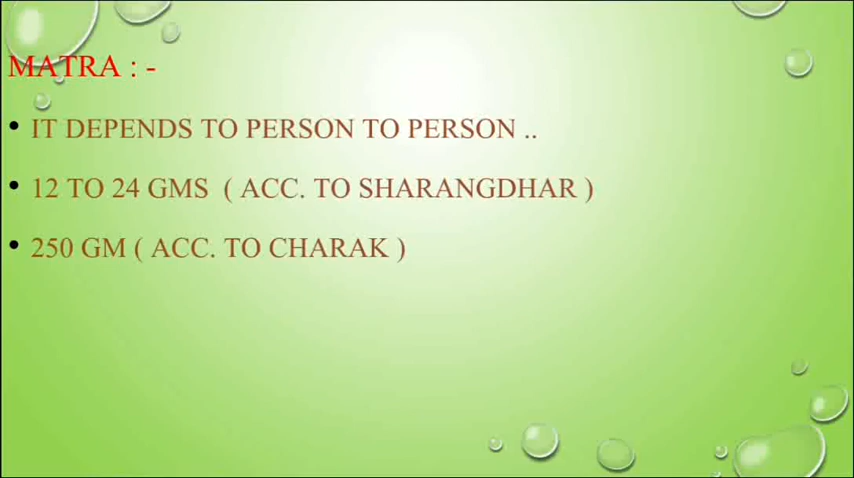 MATRA : -
• IT DEPENDS TO PERSON TO PERSON ..
• 12 TO 24 GMS ( ACC. TO SHARANGDHAR )
• 250 GM ( ACC. TO CHARAK )